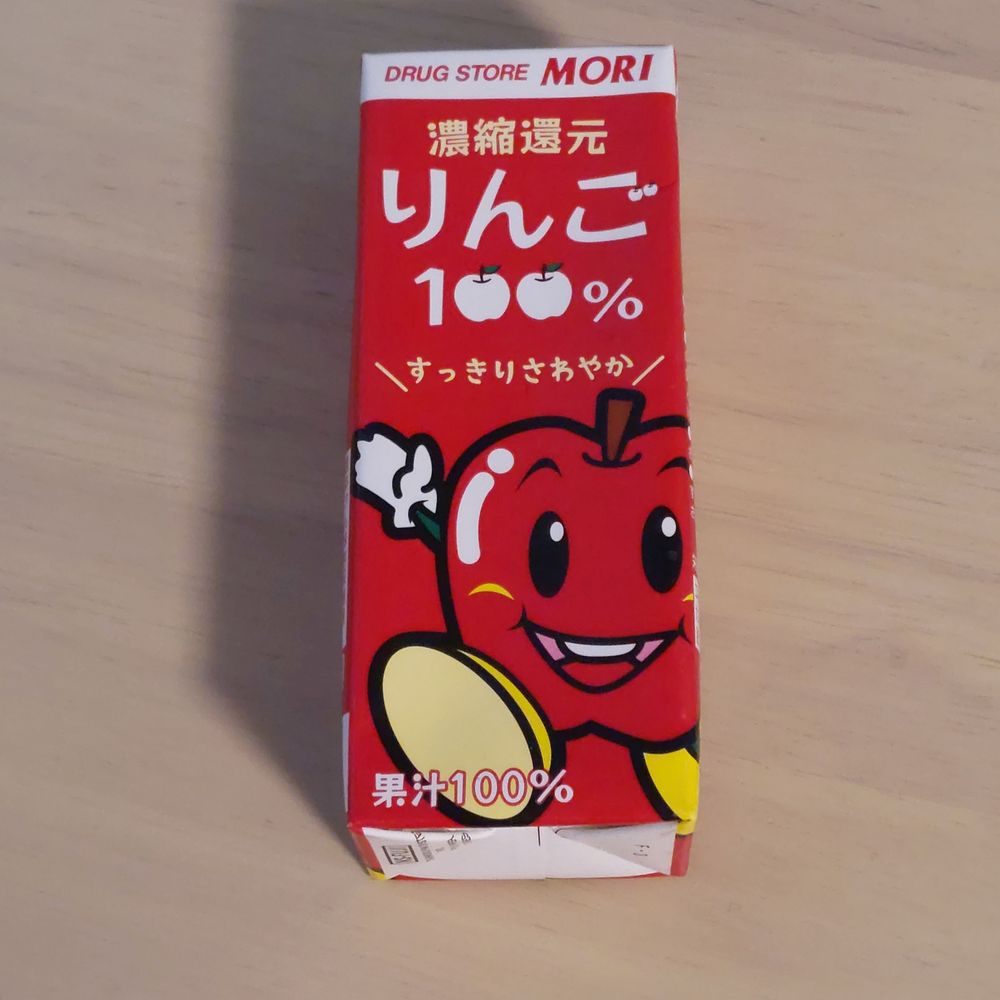 DRUG STORE MORI
濃縮還元
りんご
100%
すっきりさわやか
果汁100%